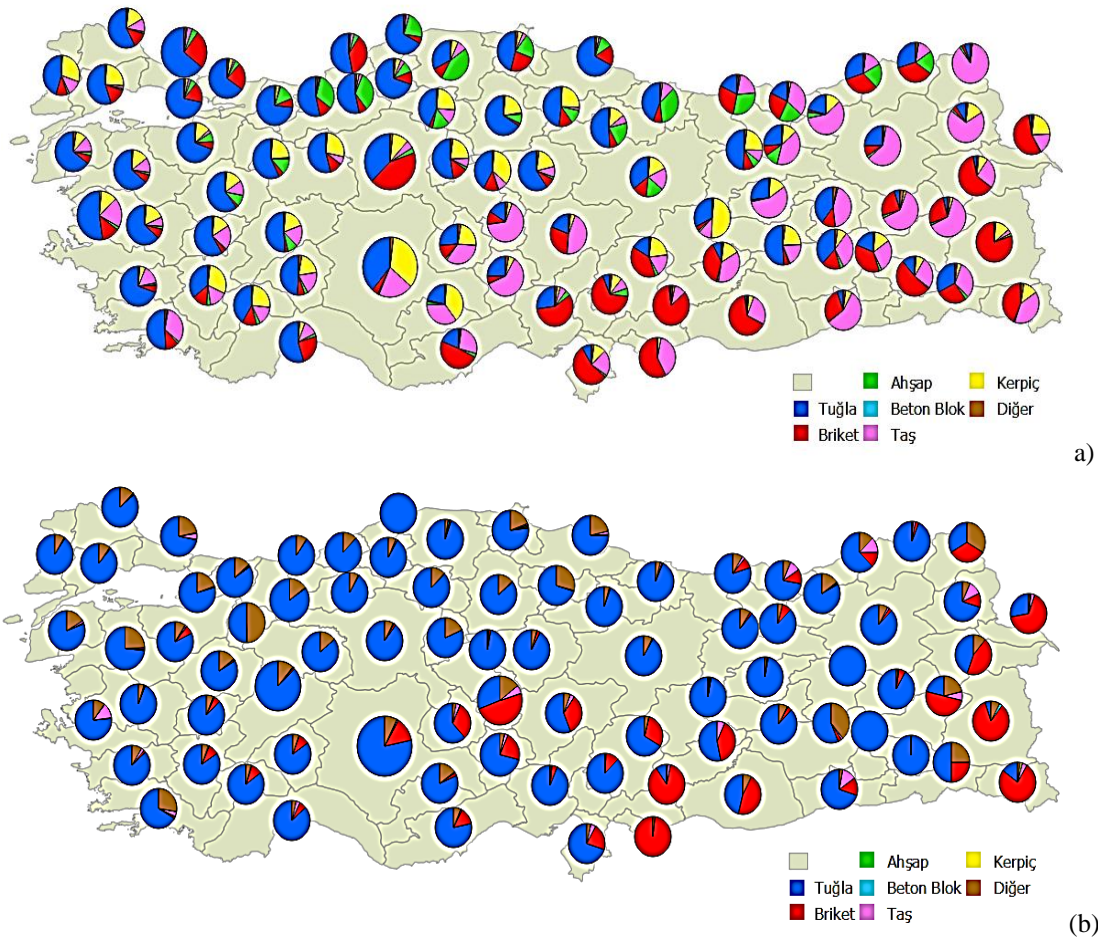 Ahşap Kerpiç
Tuğla Beton Blok Diğer
Briket Taş
a)
Ahşap Kerpiç
Tuğla Beton Blok Diğer
Briket Taş
(b)